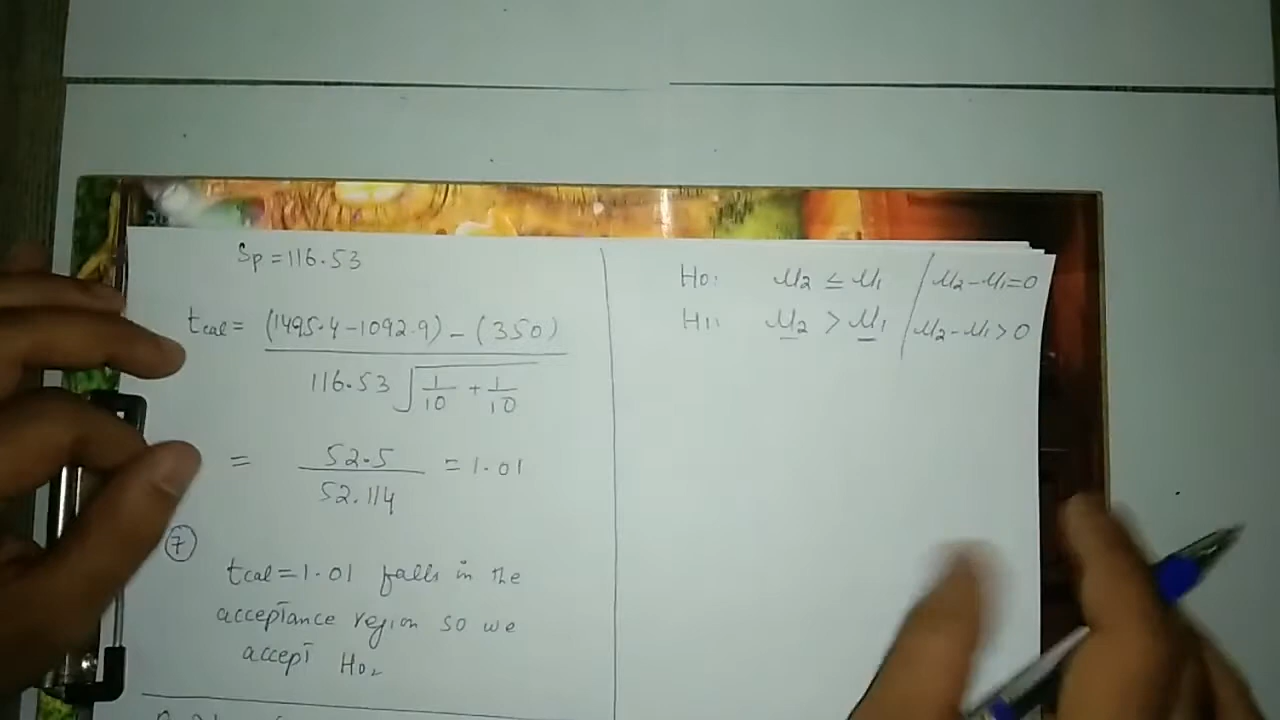 Sp = 116.53
tcal = (1495.4 - 1092.9) - (350)
116.53 √ 1/10 + 1/10
= 52.5 / 52.114 = 1.01
7
tcal = 1.01 falls in the
acceptance region so we
accept Ho.
Ho: μ2 ≤ μ1 / μ2 - μ1 = 0
H1: μ2 > μ1 / μ2 - μ1 > 0